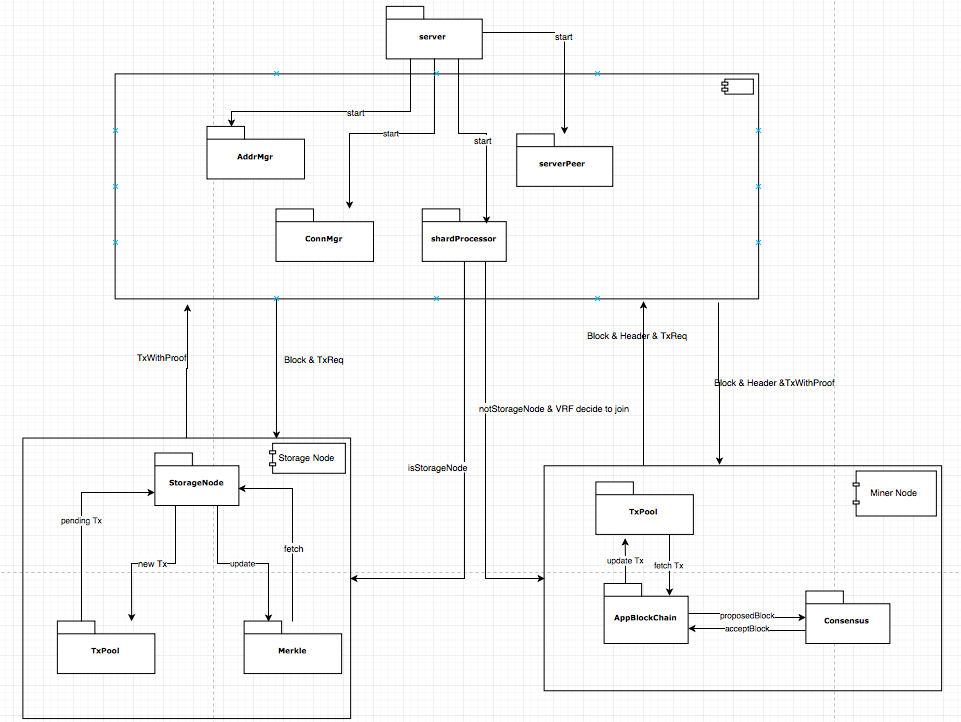 server
start
start
start
start
AddrMgr
serverPeer
ConnMgr
shardProcessor
TxWithProof
Block & TxReq
Block & Header & TxReq
Block & Header &TxWithProof
notStorageNode & VRF decide to join
isStorageNode
Storage Node
StorageNode
pending Tx
fetch
new Tx
update
TxPool
Merkle
Miner Node
TxPool
update Tx
fetch Tx
AppBlockChain
proposedBlock
acceptBlock
Consensus